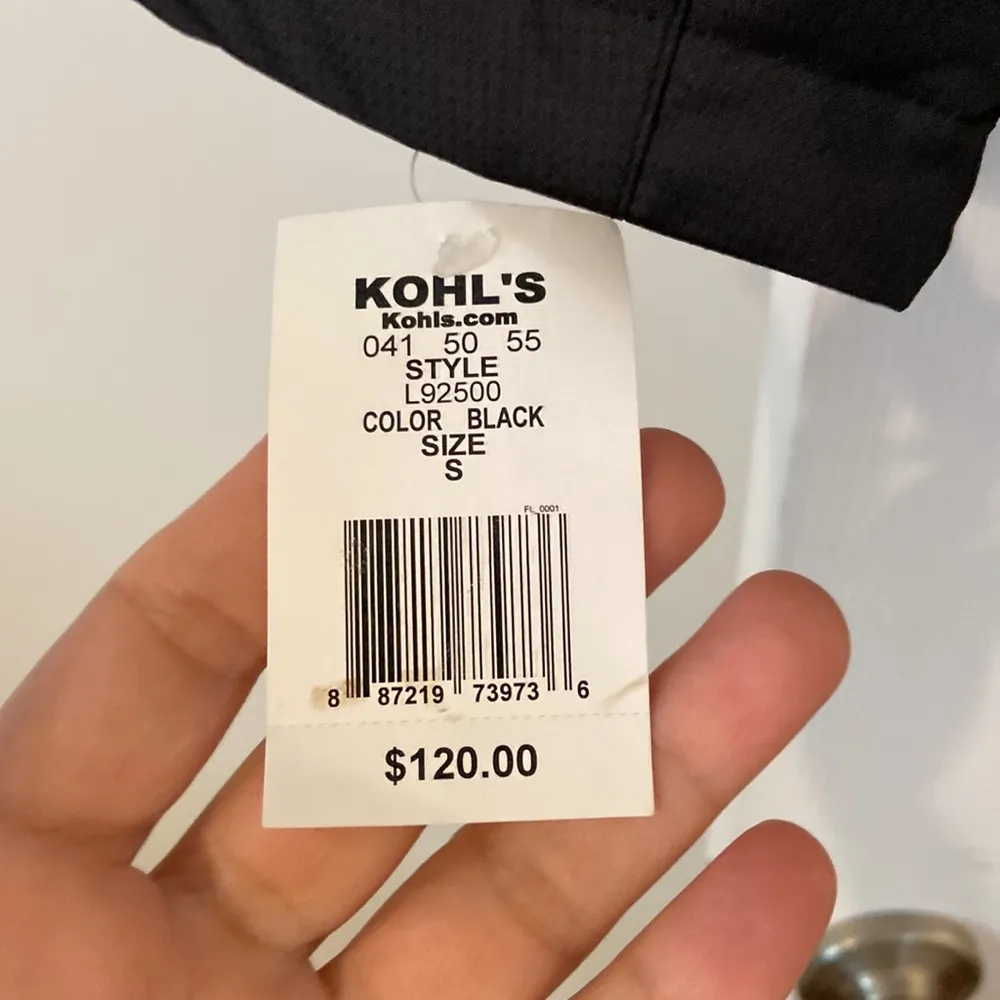 KOHL'S
Kohls.com
041 50 55
STYLE
L92500
COLOR BLACK
SIZE
S
FL_0001
8 87219 73973 6
$120.00